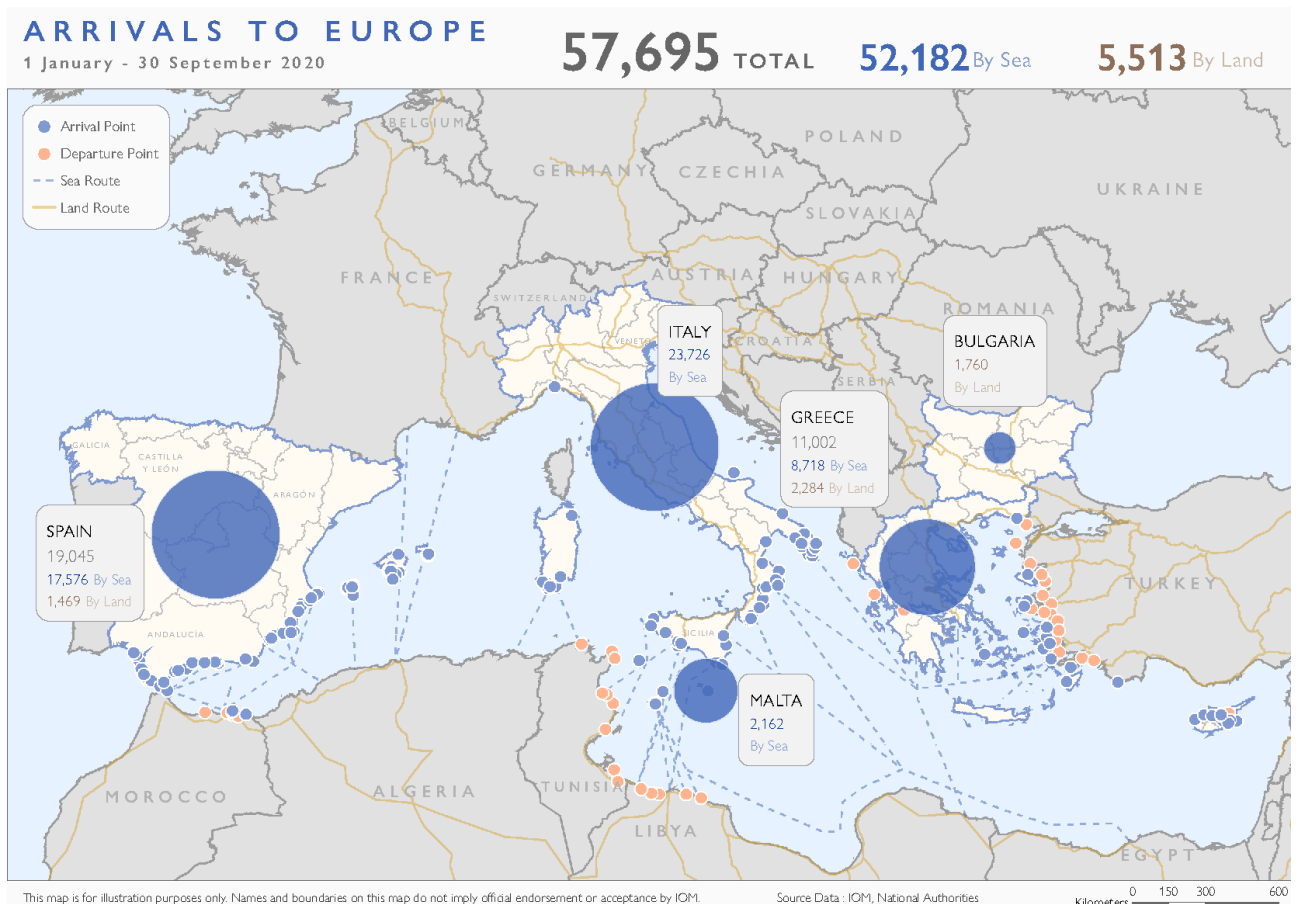 ARRIVALS TO EUROPE
1 January - 30 September 2020
57,695 TOTAL
52,182 By Sea
5,513 By Land
Arrival Point
Departure Point
Sea Route
Land Route
BELGIUM
POLAND
GERMANY
CZECHIA
UKRAINE
SLOVAKIA
FRANCE
AUSTRIA
HUNGARY
SWITZERLAND
ROMANIA
VENETO
CROATIA
SERBIA
ITALY
23,726
By Sea
BULGARIA
1,760
By Land
GREECE
11,002
8,718 By Sea
2,284 By Land
GALICIA
CASTILLA
Y LEÓN
ARAGÓN
SPAIN
19,045
17,576 By Sea
1,469 By Land
ANDALUCÍA
SICILIA
TURKEY
MALTA
2,162
By Sea
MOROCCO
ALGERIA
TUNISIA
LIBYA
EGYPT
This map is for illustration purposes only. Names and boundaries on this map do not imply official endorsement or acceptance by IOM.
Source Data : IOM, National Authorities
0 150 300 600
Kilometers